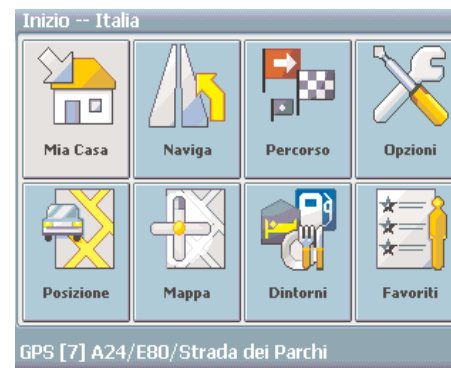 Inizio -- Italia
Mia Casa
Naviga
Percorso
Opzioni
Posizione
Mappa
Dintorni
Favoriti
GPS [7] A24/E80/Strada dei Parchi